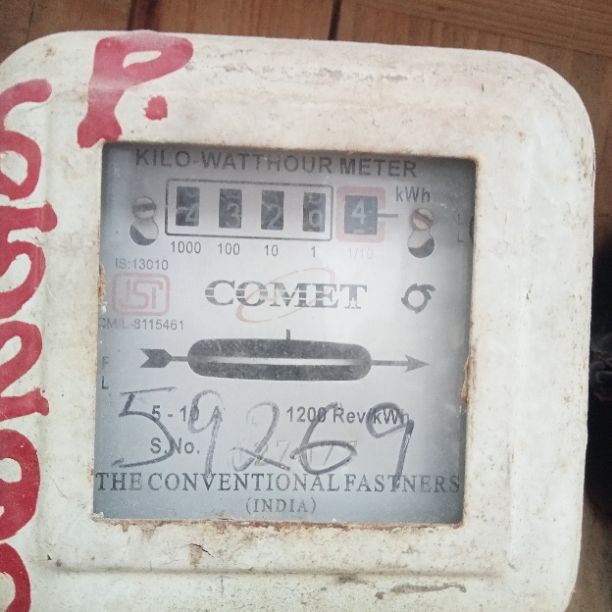 P.
KILO-WATTHOUR METER
4 3 2 0 4 kWh
1000 100 10 1 1/10
IS:13010
ISI
CM/L-8115461
COMET
F
L
5 - 10 A 1200 Rev/kWh
S.No.
59269
THE CONVENTIONAL FASTNERS
(INDIA)